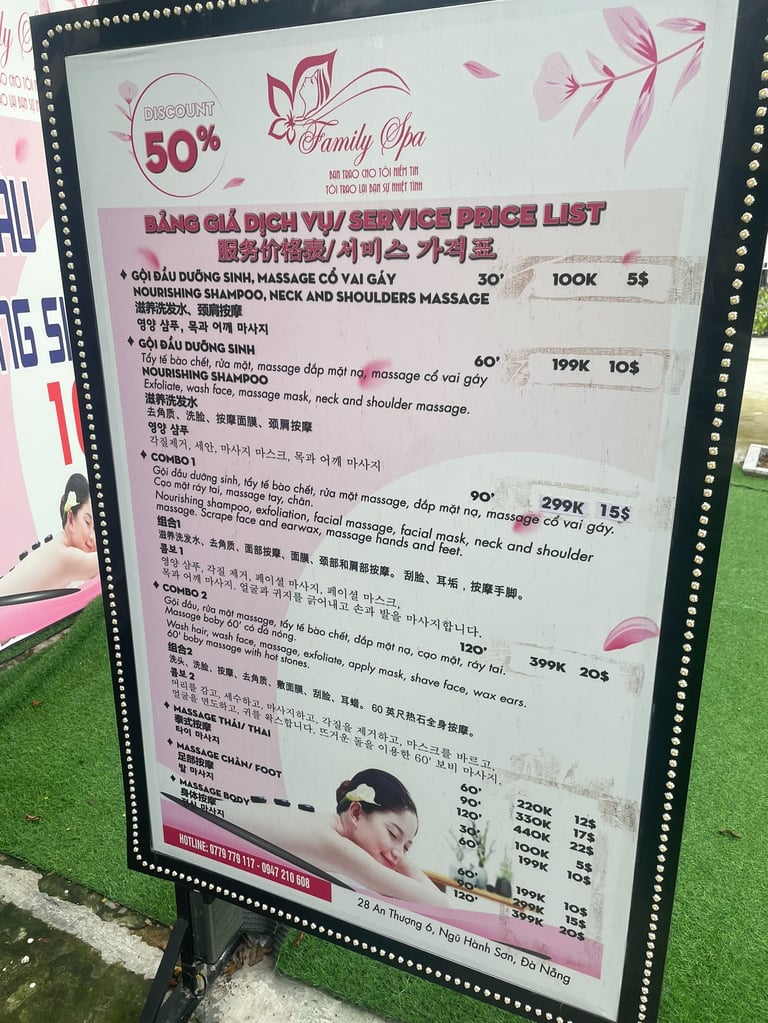 DISCOUNT
50%
Family Spa
BẠN TRAO CHO TÔI NIỀM TIN
TÔI TRAO LẠI BẠN SỰ NHIỆT TÌNH
BẢNG GIÁ DỊCH VỤ/ SERVICE PRICE LIST
服务价格表/서비스 가격표
GỘI ĐẦU DƯỠNG SINH, MASSAGE CỔ VAI GÁY 30' 100K 5$
NOURISHING SHAMPOO, NECK AND SHOULDERS MASSAGE
滋养洗发水、颈肩按摩
영양 샴푸, 목과 어깨 마사지
GỘI ĐẦU DƯỠNG SINH 60' 199K 10$
Tẩy tế bào chết, rửa mặt, massage đắp mặt nạ, massage cổ vai gáy
NOURISHING SHAMPOO
Exfoliate, wash face, massage mask, neck and shoulder massage.
滋养洗发水
去角质、洗脸、按摩面膜、颈肩按摩
영양 샴푸
각질제거, 세안, 마사지 마스크, 목과 어깨 마사지
COMBO 1 90' 299K 15$
Gội đầu dưỡng sinh, tẩy tế bào chết, rửa mặt massage, đắp mặt nạ, massage cổ vai gáy.
Cạo mặt ráy tai, massage tay, chân.
Nourishing shampoo, exfoliation, facial massage, facial mask, neck and shoulder
massage. Scrape face and earwax, massage hands and feet.
组合1
滋养洗发水、去角质、面部按摩、面膜、颈部和肩部按摩。 刮脸、耳垢，按摩手脚。
콤보 1
영양 샴푸, 각질 제거, 페이셜 마사지, 페이셜 마스크,
목과 어깨 마사지. 얼굴과 귀지를 긁어내고 손과 발을 마사지합니다.
COMBO 2 120' 399K 20$
Gội đầu, rửa mặt massage, tẩy tế bào chết, đắp mặt nạ, cạo mặt, ráy tai.
Massage boby 60' có đá nóng.
Wash hair, wash face, massage, exfoliate, apply mask, shave face, wax ears.
60' boby massage with hot stones.
组合2
洗头、洗脸、按摩、去角质、敷面膜、刮脸、耳蜡。 60 英尺热石全身按摩。
콤보 2
머리를 감고, 세수하고, 마사지하고, 각질을 제거하고, 마스크를 바르고,
얼굴을 면도하고, 귀를 왁스합니다. 뜨거운 돌을 이용한 60' 보비 마사지.
MASSAGE THÁI/ THAI
泰式按摩
타이 마사지
60' 220K 12$
90' 330K 17$
120' 440K 22$
MASSAGE CHÂN/ FOOT
足部按摩
발 마사지
30' 100K 5$
60' 199K 10$
MASSAGE BODY
身体按摩
마사지
60' 199K 10$
90' 299K 15$
120' 399K 20$
HOTLINE: 0779 779 117 - 0947 210 608
28 An Thượng 6, Ngũ Hành Sơn, Đà Nẵng